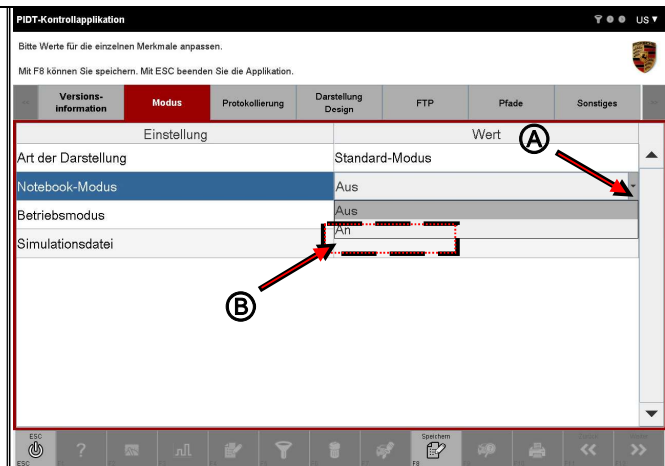 PIDT-Kontrollapplikation US
Bitte Werte für die einzelnen Merkmale anpassen.
Mit F8 können Sie speichern. Mit ESC beenden Sie die Applikation.
Versions-
information
Modus
Protokollierung
Darstellung
Design
FTP
Pfade
Sonstiges
Einstellung Wert
A
Art der Darstellung Standard-Modus
Notebook-Modus Aus
Betriebsmodus Aus
An
Simulationsdatei
B
ESC
ESC
Speichern
F8